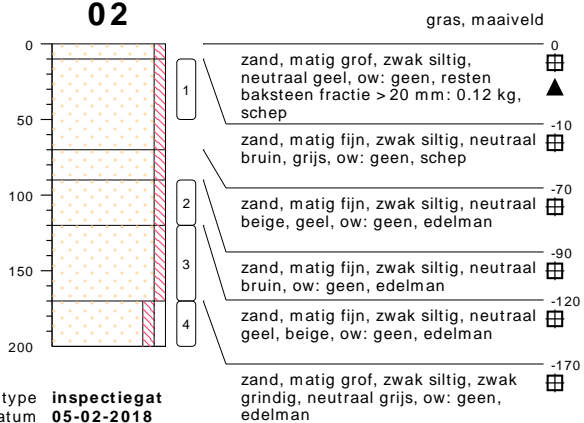 02
gras, maaiveld
0
50
100
150
200
1
2
3
4
0
zand, matig grof, zwak siltig,
neutraal geel, ow: geen, resten
baksteen fractie > 20 mm: 0.12 kg,
schep
-10
zand, matig fijn, zwak siltig, neutraal
bruin, grijs, ow: geen, schep
-70
zand, matig fijn, zwak siltig, neutraal
beige, geel, ow: geen, edelman
-90
zand, matig fijn, zwak siltig, neutraal
bruin, ow: geen, edelman
-120
zand, matig fijn, zwak siltig, neutraal
geel, beige, ow: geen, edelman
-170
zand, matig grof, zwak siltig, zwak
grindig, neutraal grijs, ow: geen,
edelman
type inspectiegat
atum 05-02-2018